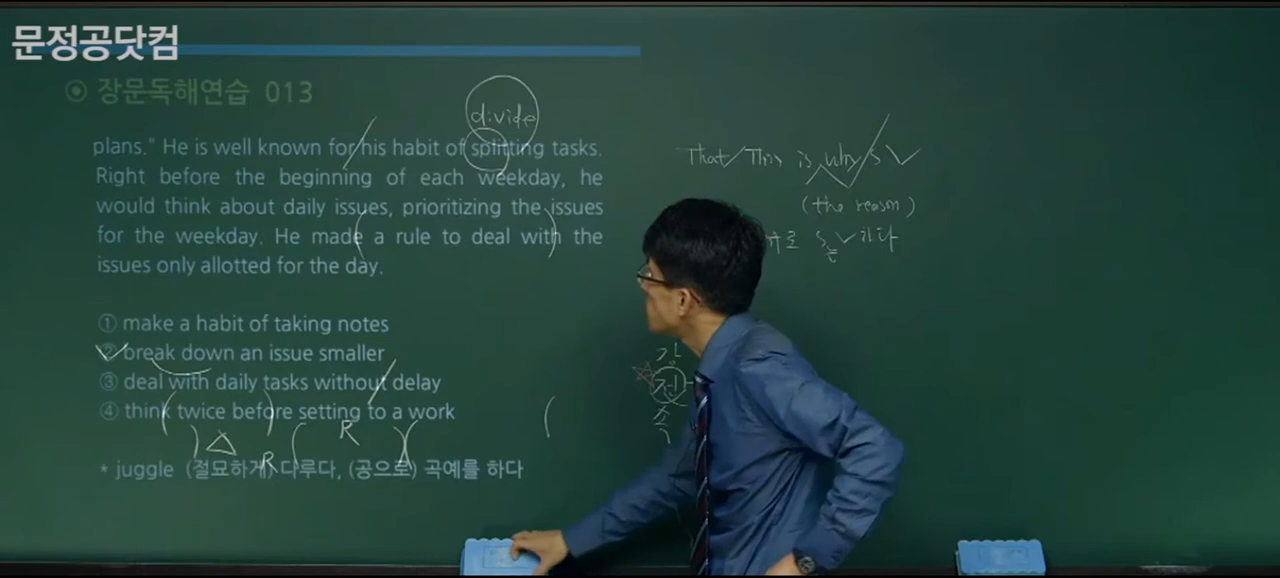 문정공닷컴
장문독해연습 013
divide
plans." He is well known for his habit of splitting tasks.
Right before the beginning of each weekday, he
would think about daily issues, prioritizing the issues
for the weekday. He made a rule to deal with the
issues only allotted for the day.
① make a habit of taking notes
② break down an issue smaller
③ deal with daily tasks without delay
④ think twice before setting to a work
R
R
* juggle (절묘하게) 다루다, (공으로) 곡예를 하다
That/This is why S V
(the reason)